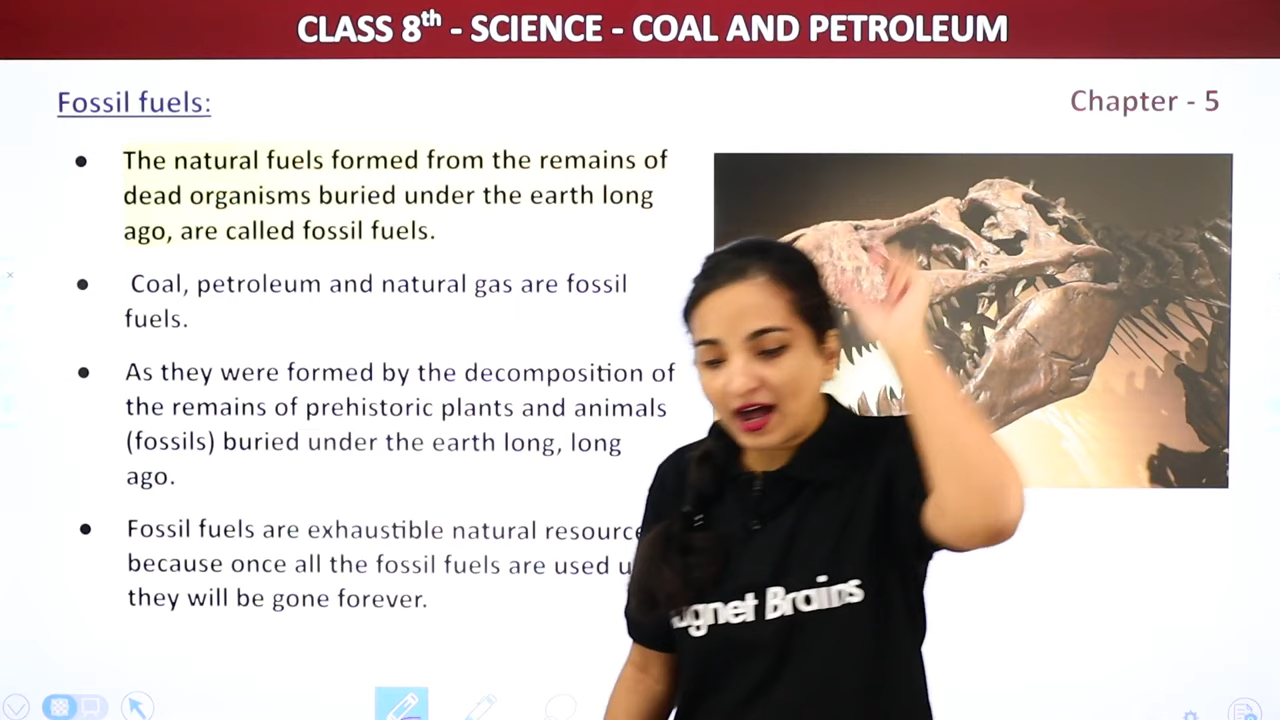 CLASS 8th - SCIENCE - COAL AND PETROLEUM
Fossil fuels:
Chapter - 5
● The natural fuels formed from the remains of
dead organisms buried under the earth long
ago, are called fossil fuels.
● Coal, petroleum and natural gas are fossil
fuels.
● As they were formed by the decomposition of
the remains of prehistoric plants and animals
(fossils) buried under the earth long, long
ago.
● Fossil fuels are exhaustible natural
because once all the fossil fuels are used
they will be gone forever.
Brains